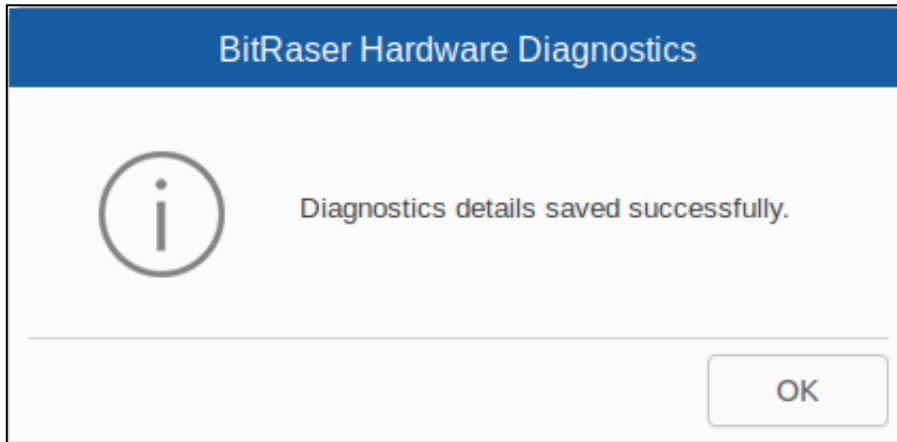 BitRaser Hardware Diagnostics
Diagnostics details saved successfully.
OK